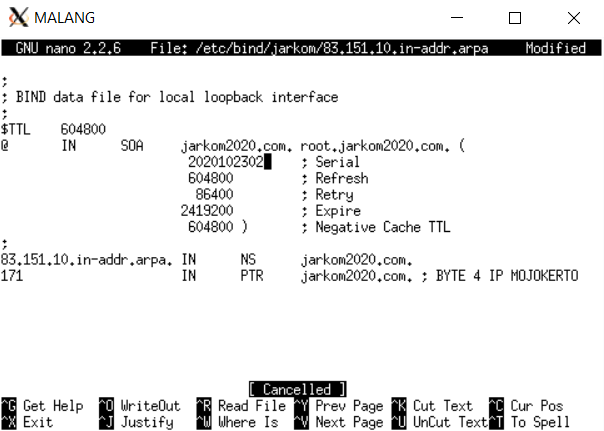 MALANG
GNU nano 2.2.6 File: /etc/bind/jarkom/83.151.10.in-addr.arpa Modified
;
; BIND data file for local loopback interface
;
$TTL 604800
@ IN SOA jarkom2020.com. root.jarkom2020.com. (
2020102302 ; Serial
604800 ; Refresh
86400 ; Retry
2419200 ; Expire
604800 ) ; Negative Cache TTL
;
83.151.10.in-addr.arpa. IN NS jarkom2020.com.
171 IN PTR jarkom2020.com. ; BYTE 4 IP MOJOKERTO
[ Cancelled ]
^G Get Help ^O WriteOut ^R Read File ^Y Prev Page ^K Cut Text ^C Cur Pos
^X Exit ^J Justify ^W Where Is ^V Next Page ^U UnCut Text ^T To Spell